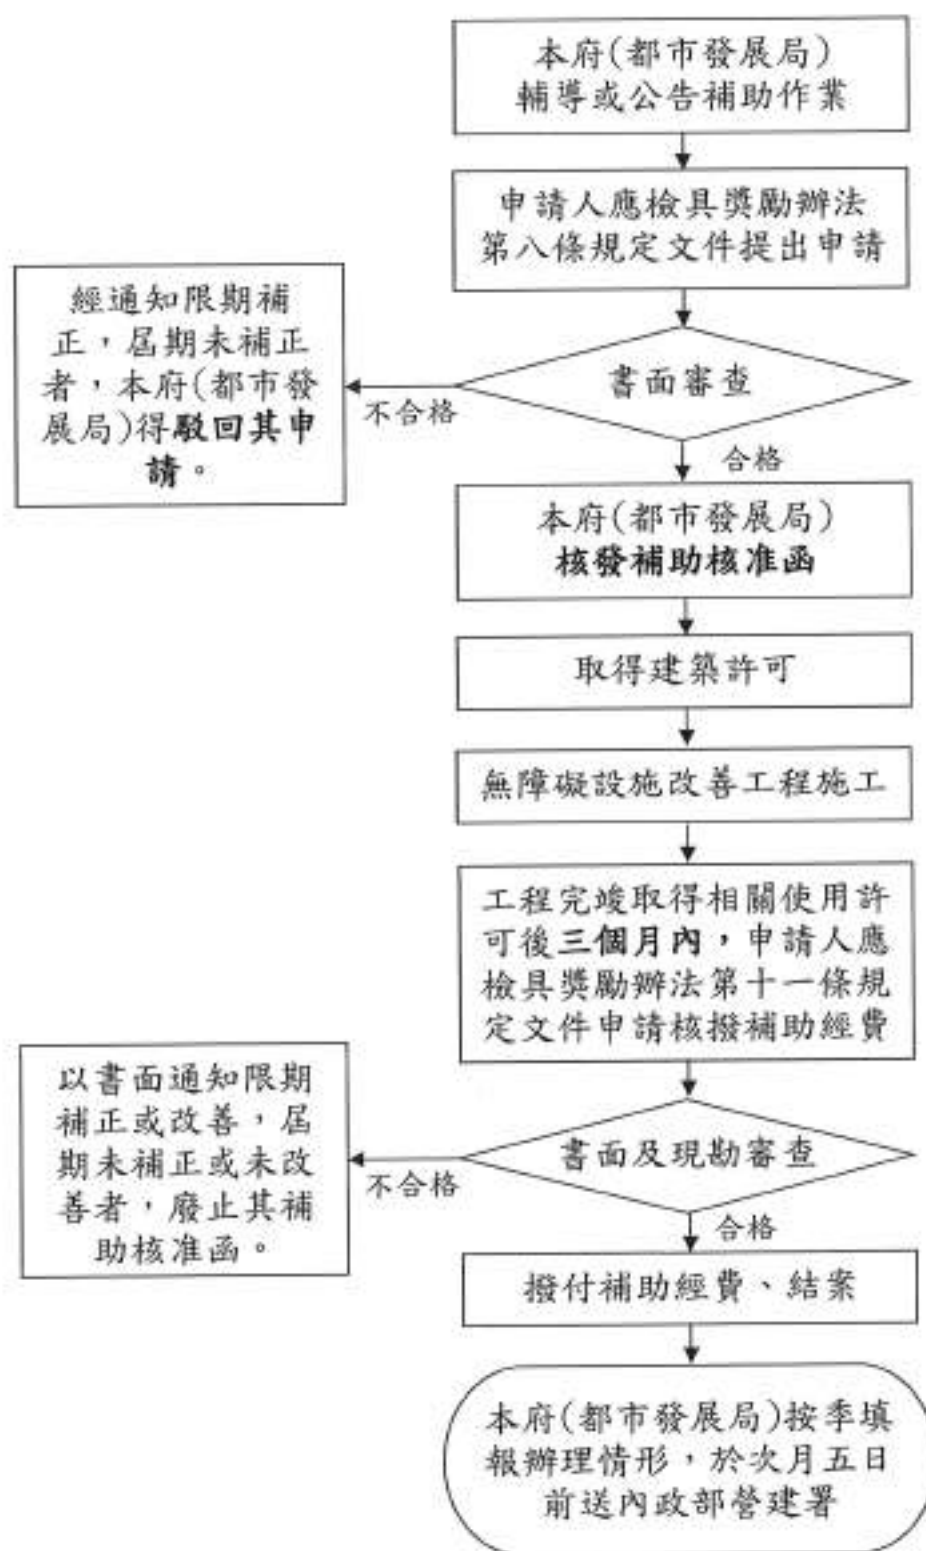 本府(都市發展局)
輔導或公告補助作業
申請人應檢具獎勵辦法
第八條規定文件提出申請
書面審查
不合格
經通知限期補
正，屆期未補正
者，本府(都市發
展局)得駁回其申
請。
合格
本府(都市發展局)
核發補助核准函
取得建築許可
無障礙設施改善工程施工
工程完竣取得相關使用許
可後三個月內，申請人應
檢具獎勵辦法第十一條規
定文件申請核撥補助經費
書面及現勘審查
不合格
以書面通知限期
補正或改善，屆
期未補正或未改
善者，廢止其補
助核准函。
合格
撥付補助經費、結案
本府(都市發展局)按季填
報辦理情形，於次月五日
前送內政部營建署